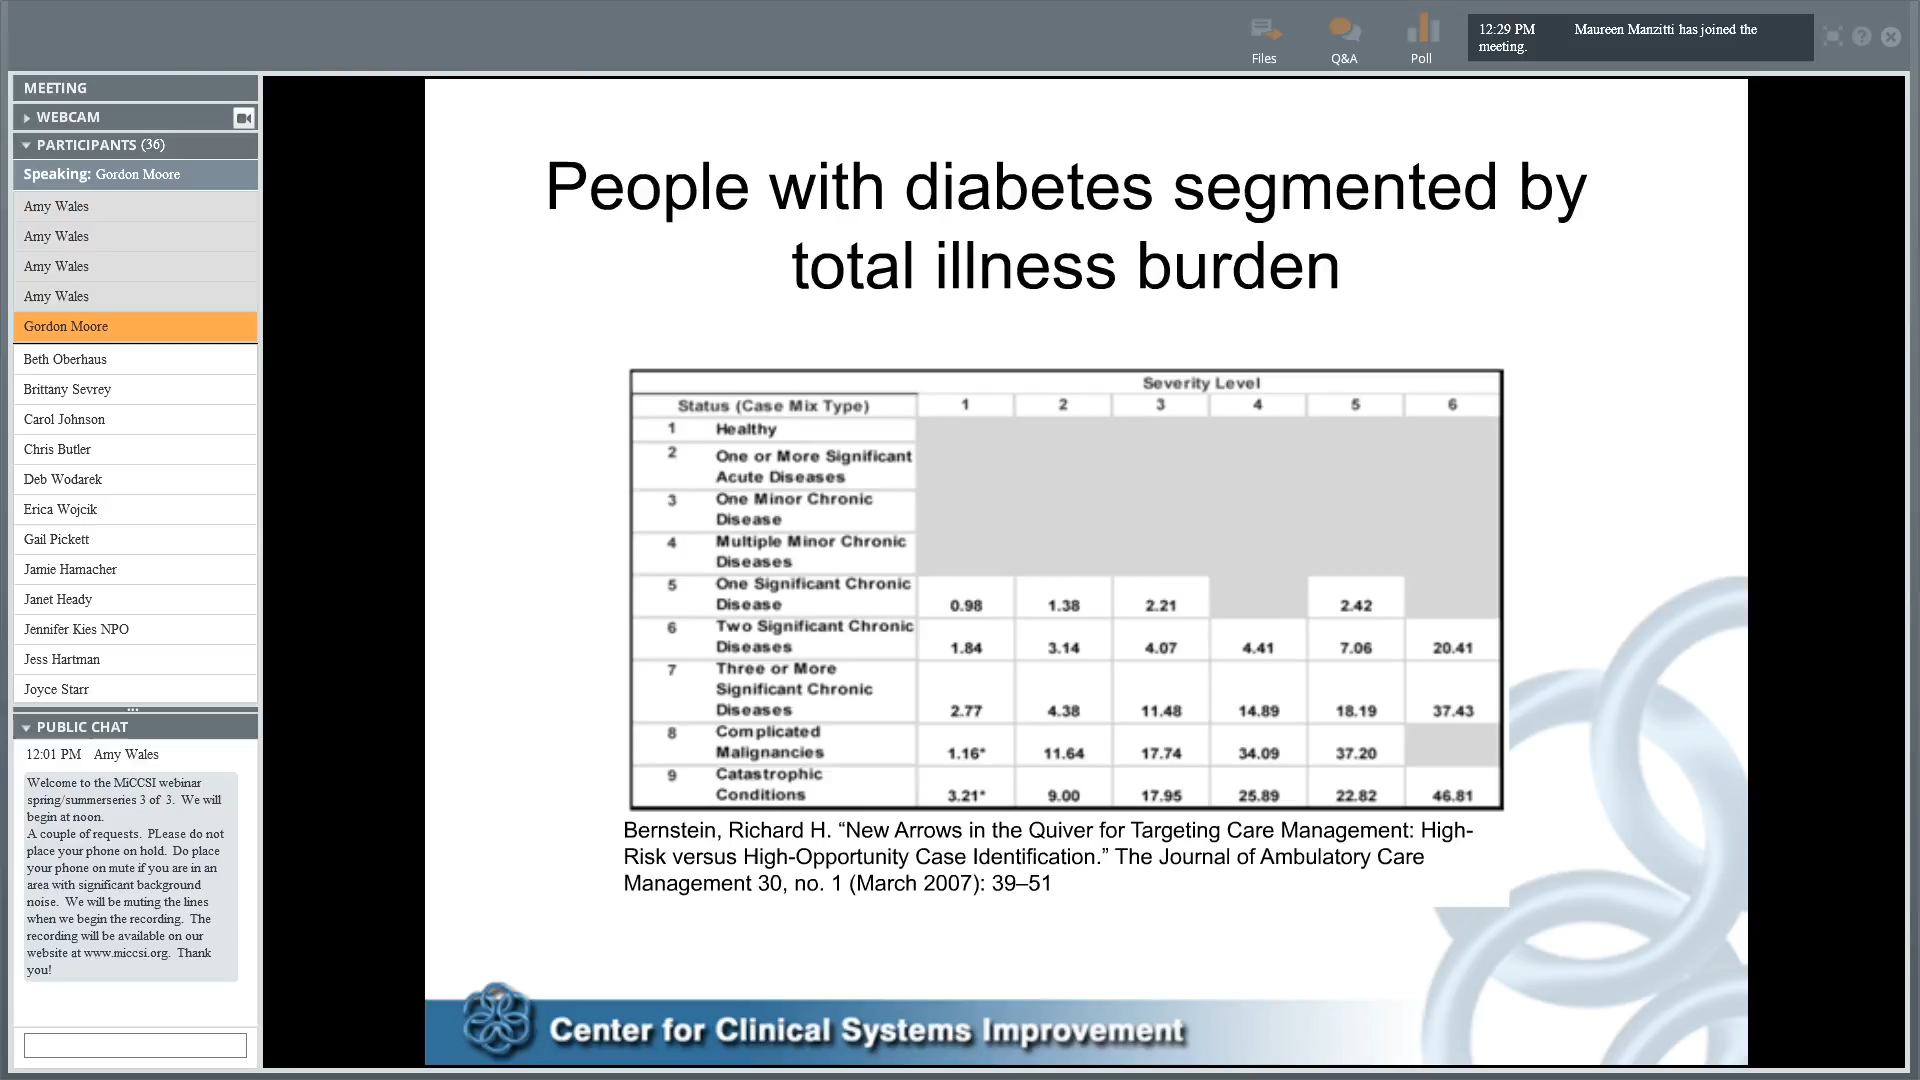 Files
Q&A
Poll
12:29 PM Maureen Manzitti has joined the
meeting.
MEETING
WEBCAM
PARTICIPANTS (36)
Speaking: Gordon Moore
Amy Wales
Amy Wales
Amy Wales
Amy Wales
Gordon Moore
Beth Oberhaus
Brittany Sevrey
Carol Johnson
Chris Butler
Deb Wodarek
Erica Wojcik
Gail Pickett
Jamie Hamacher
Janet Heady
Jennifer Kies NPO
Jess Hartman
Joyce Starr
PUBLIC CHAT
12:01 PM Amy Wales
Welcome to the MiCCSI webinar
spring/summerseries 3 of 3. We will
begin at noon.
A couple of requests. PLease do not
place your phone on hold. Do place
your phone on mute if you are in an
area with significant background
noise. We will be muting the lines
when we begin the recording. The
recording will be available on our
website at www.miccsi.org. Thank
you!
People with diabetes segmented by
total illness burden
Severity Level
Status (Case Mix Type) 1 2 3 4 5 6
1 Healthy
2 One or More Significant
Acute Diseases
3 One Minor Chronic
Disease
4 Multiple Minor Chronic
Diseases
5 One Significant Chronic
Disease 0.98 1.38 2.21 2.42
6 Two Significant Chronic
Diseases 1.84 3.14 4.07 4.41 7.06 20.41
7 Three or More
Significant Chronic
Diseases 2.77 4.38 11.48 14.89 18.19 37.43
8 Complicated
Malignancies 1.16* 11.64 17.74 34.09 37.20
9 Catastrophic
Conditions 3.21* 9.00 17.95 25.89 22.82 46.81
Bernstein, Richard H. “New Arrows in the Quiver for Targeting Care Management: High-
Risk versus High-Opportunity Case Identification.” The Journal of Ambulatory Care
Management 30, no. 1 (March 2007): 39–51
Center for Clinical Systems Improvement